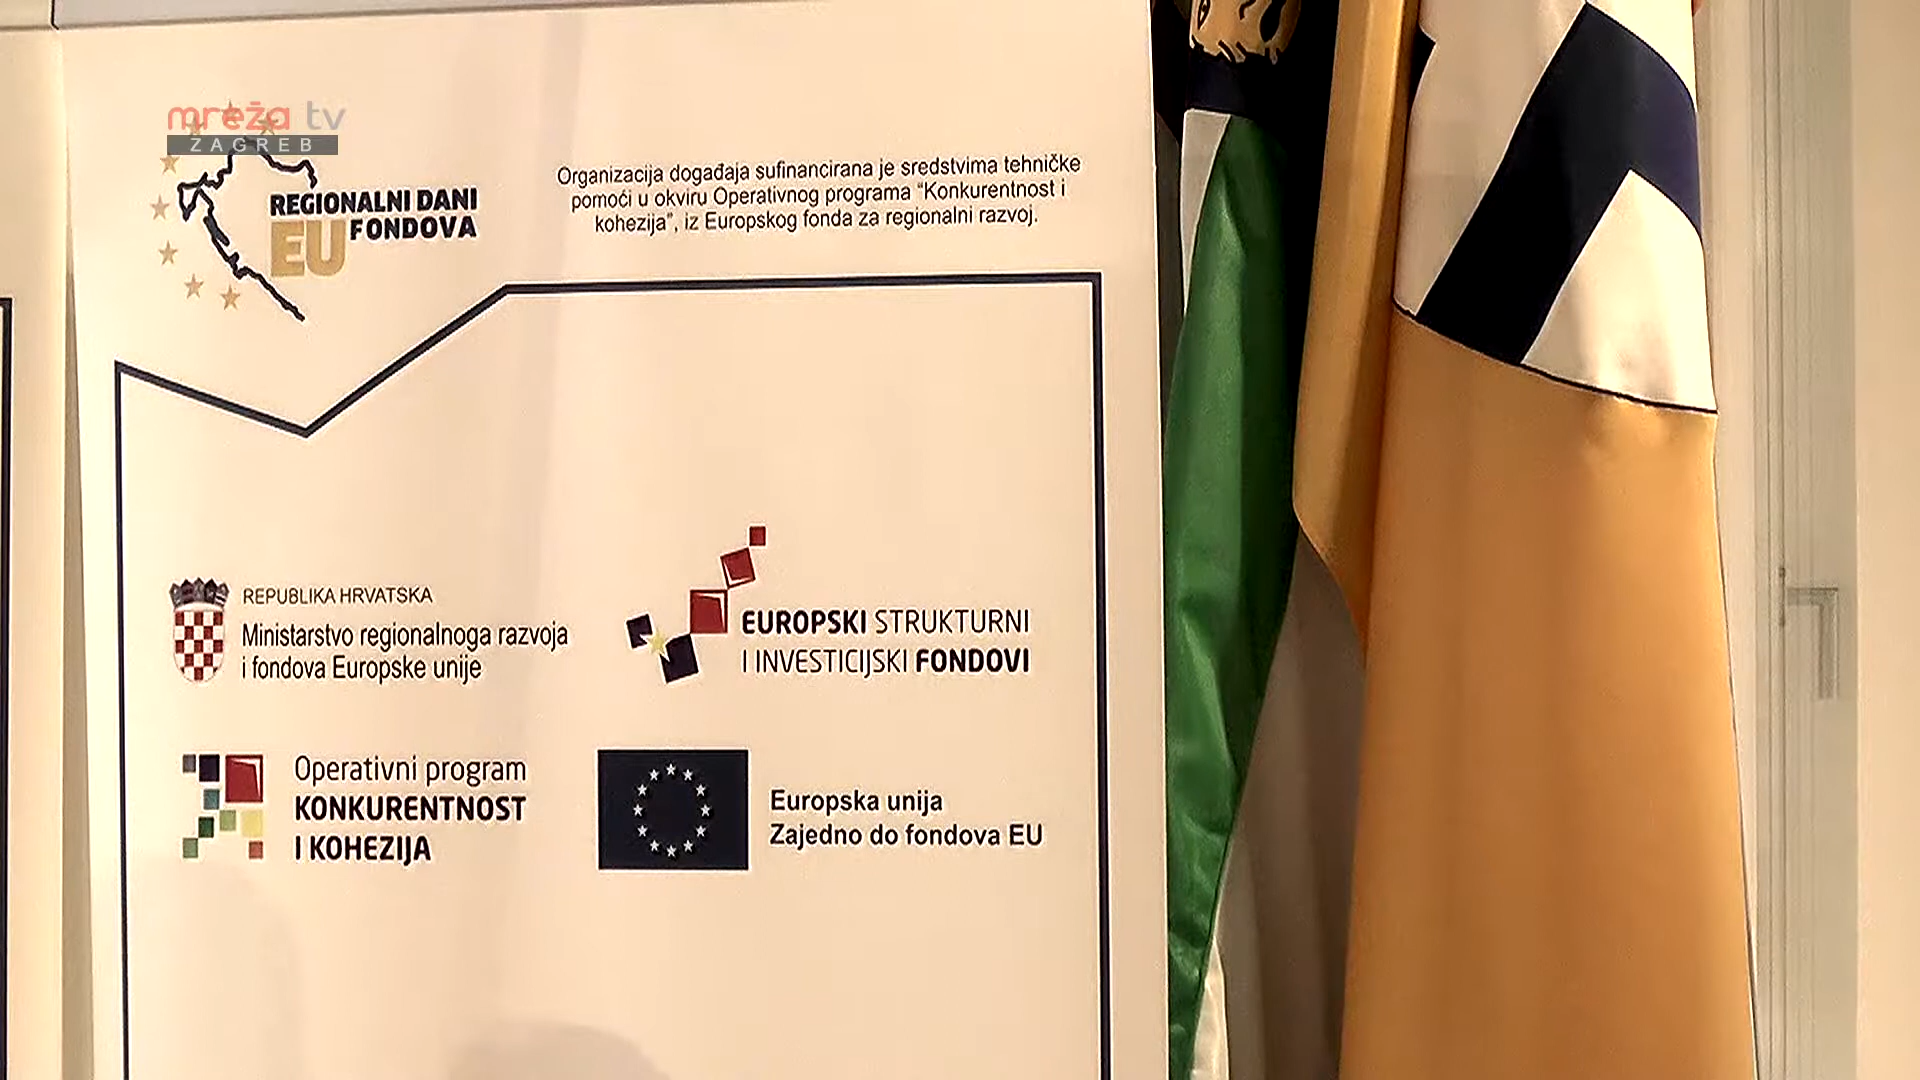 mreža tv
ZAGREB
REGIONALNI DANI
EU FONDOVA
Organizacija događaja sufinancirana je sredstvima tehničke
pomoći u okviru Operativnog programa “Konkurentnost i
kohezija”, iz Europskog fonda za regionalni razvoj.
REPUBLIKA HRVATSKA
Ministarstvo regionalnoga razvoja
i fondova Europske unije
EUROPSKI STRUKTURNI
I INVESTICIJSKI FONDOVI
Operativni program
KONKURENTNOST
I KOHEZIJA
Europska unija
Zajedno do fondova EU